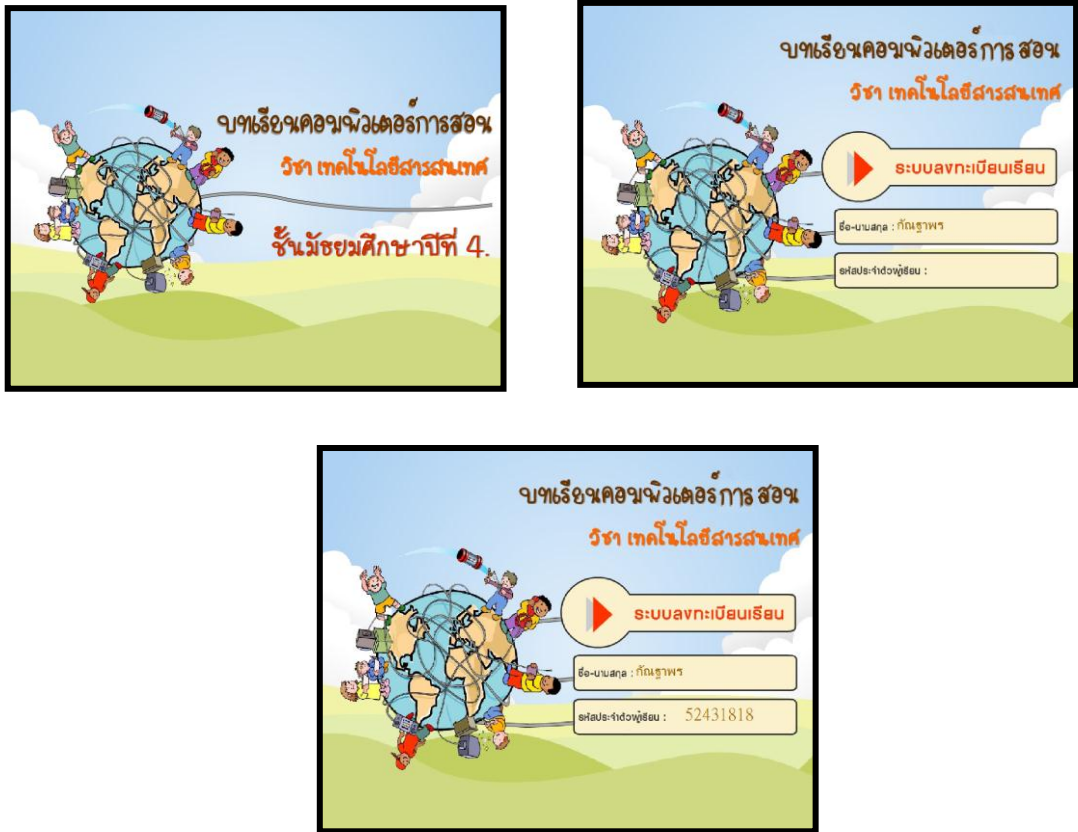 บทเรียนคอมพิวเตอร์การสอน
วิชา เทคโนโลยีสารสนเทศ
ชั้นมัธยมศึกษาปีที่ 4.
บทเรียนคอมพิวเตอร์การสอน
วิชา เทคโนโลยีสารสนเทศ
ระบบลงทะเบียนเรียน
ชื่อ-นามสกุล : กัณฐาพร
รหัสประจำตัวผู้เรียน :
บทเรียนคอมพิวเตอร์การสอน
วิชา เทคโนโลยีสารสนเทศ
ระบบลงทะเบียนเรียน
ชื่อ-นามสกุล : กัณฐาพร
รหัสประจำตัวผู้เรียน : 52431818